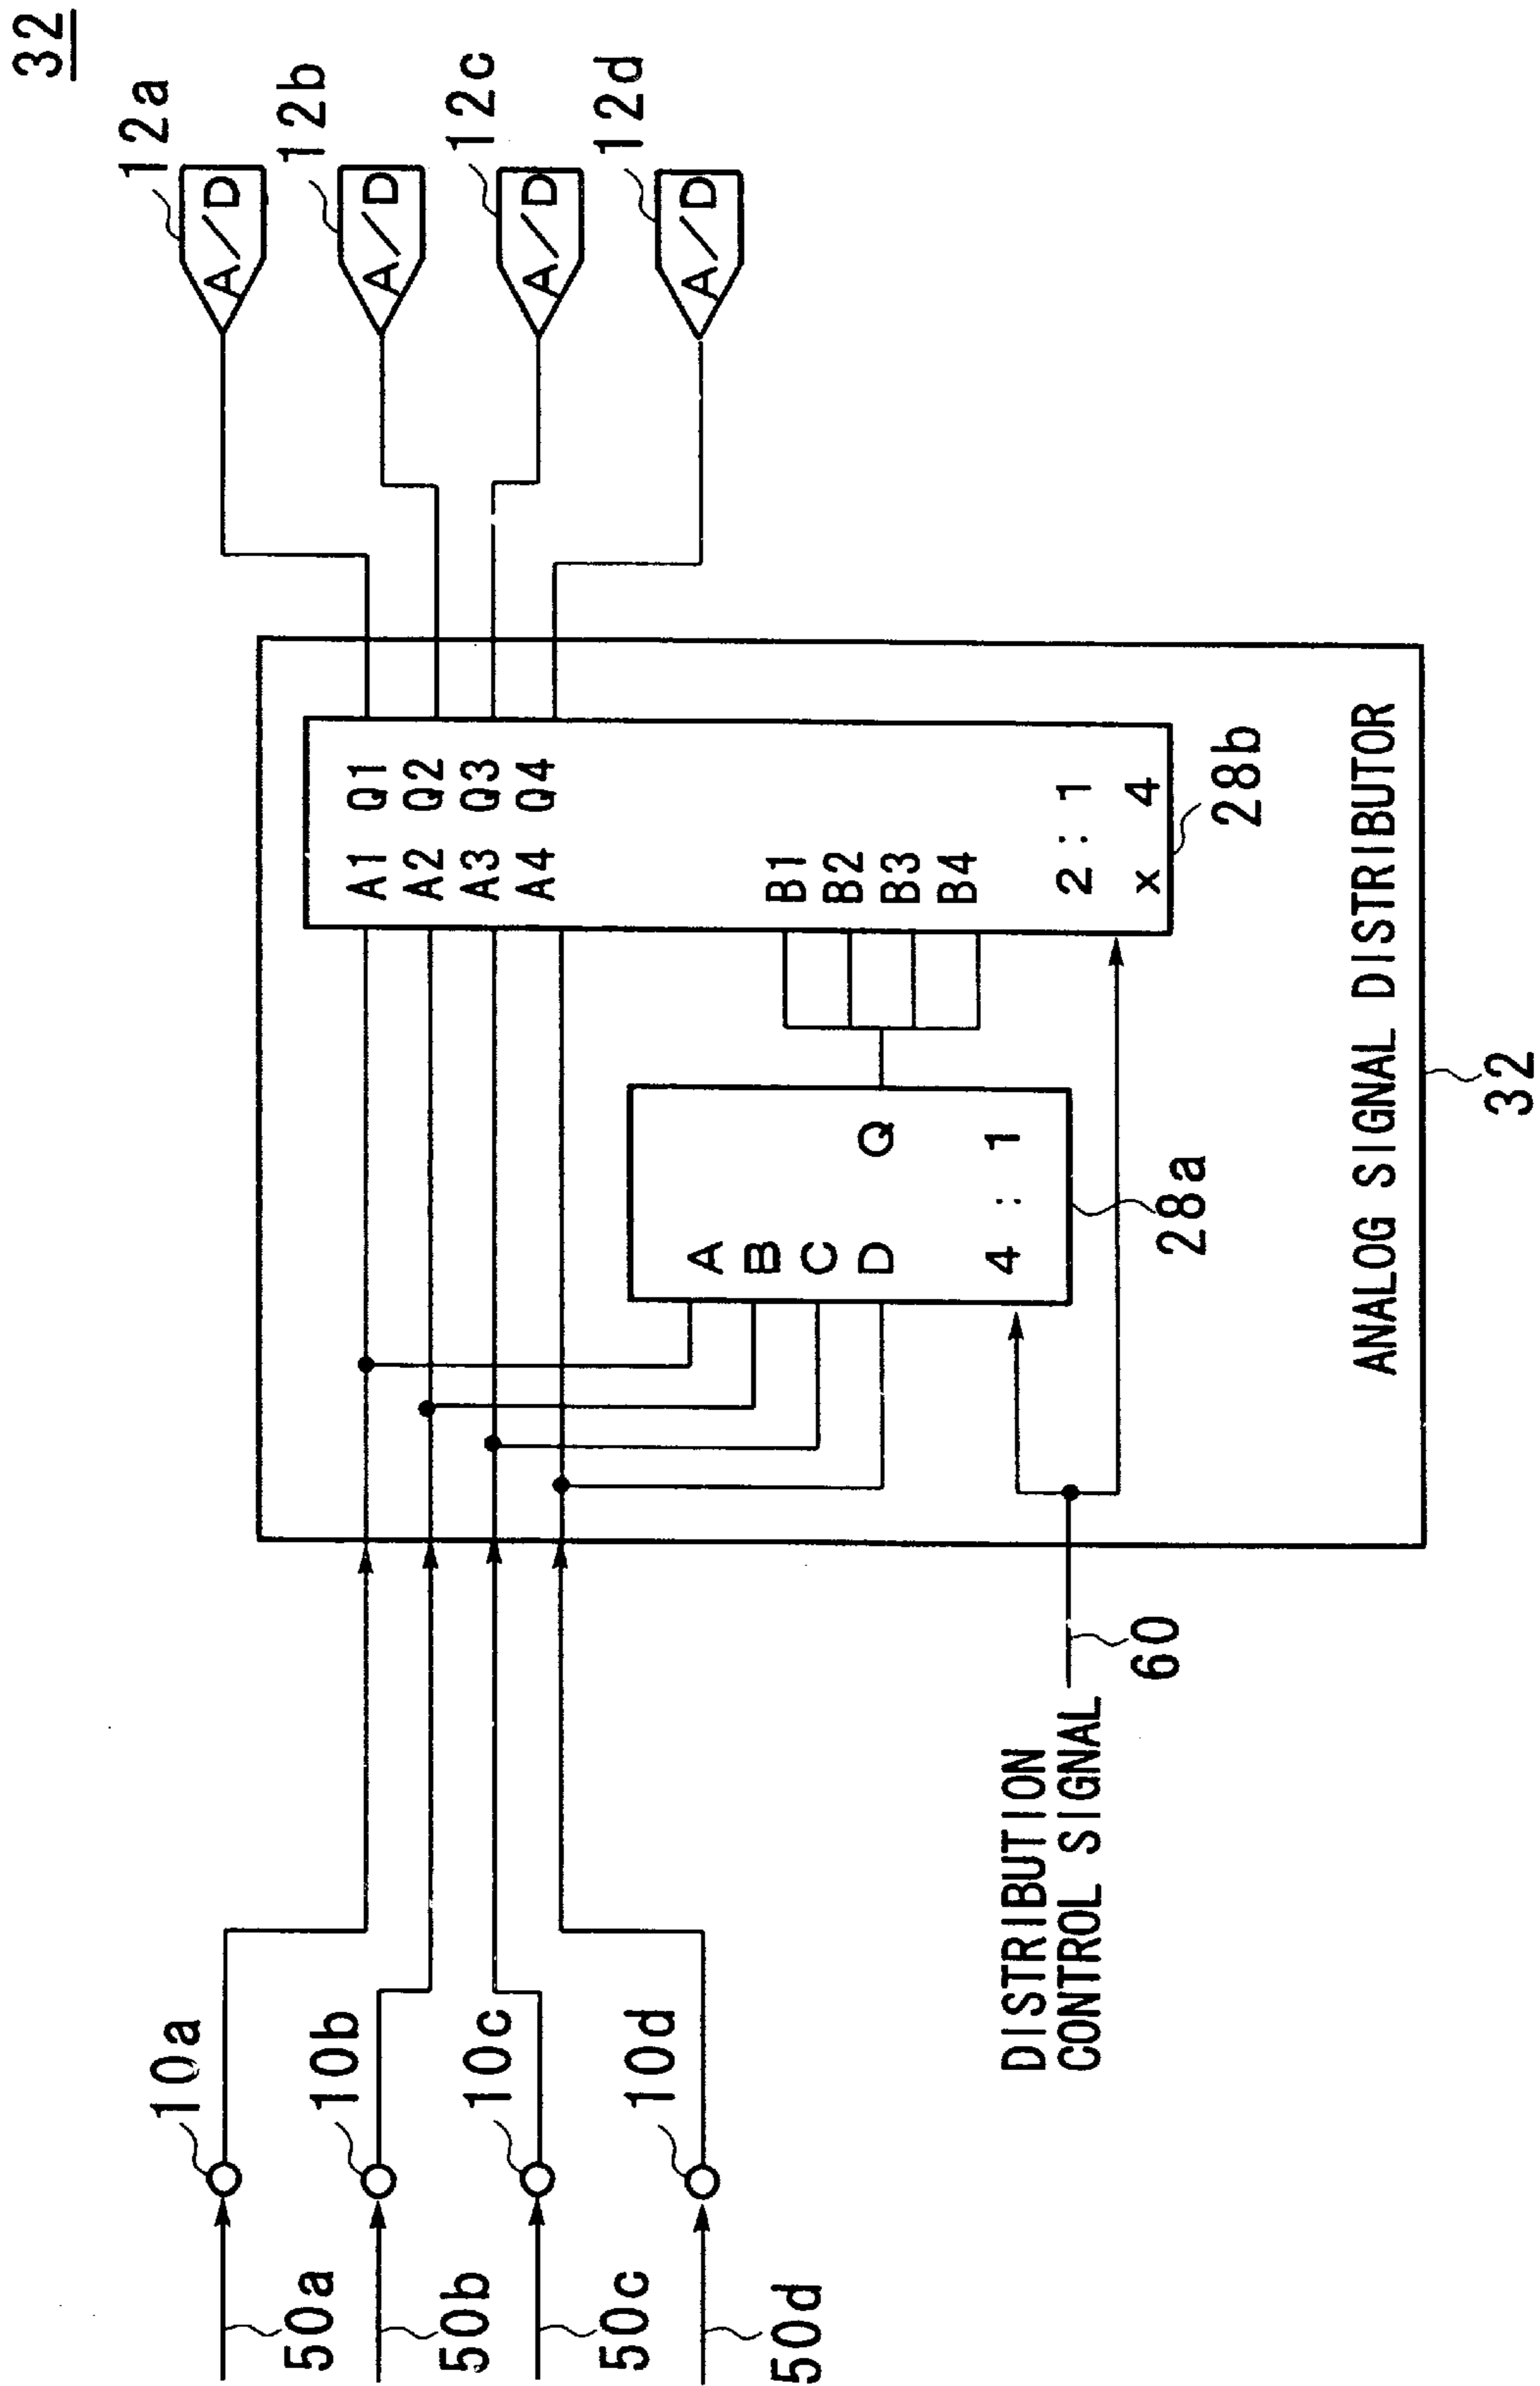 32
12a
12b
12c
12d
A/D
A/D
A/D
A/D
10a
10b
10c
10d
50a
50b
50c
50d
A1 Q1
A2 Q2
A3 Q3
A4 Q4
B1
B2
B3
B4
2 : 1
x 4
28b
A
B
C
D Q
4 : 1
28a
DISTRIBUTION
CONTROL SIGNAL
60
ANALOG SIGNAL DISTRIBUTOR
32